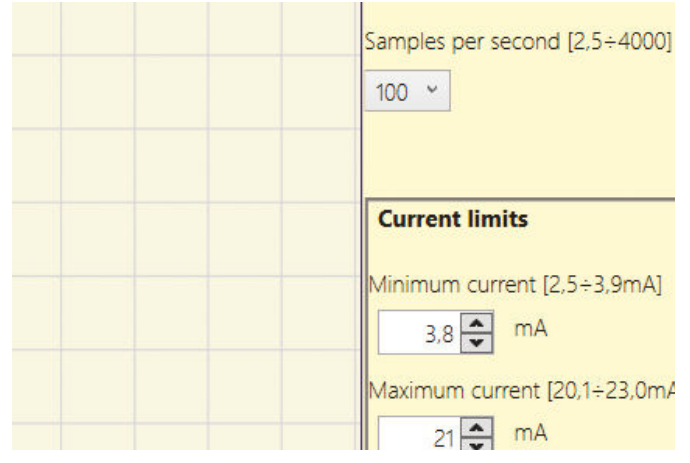 Samples per second [2,5÷4000]
100
Current limits
Minimum current [2,5÷3,9mA]
3,8 mA
Maximum current [20,1÷23,0mA
21 mA